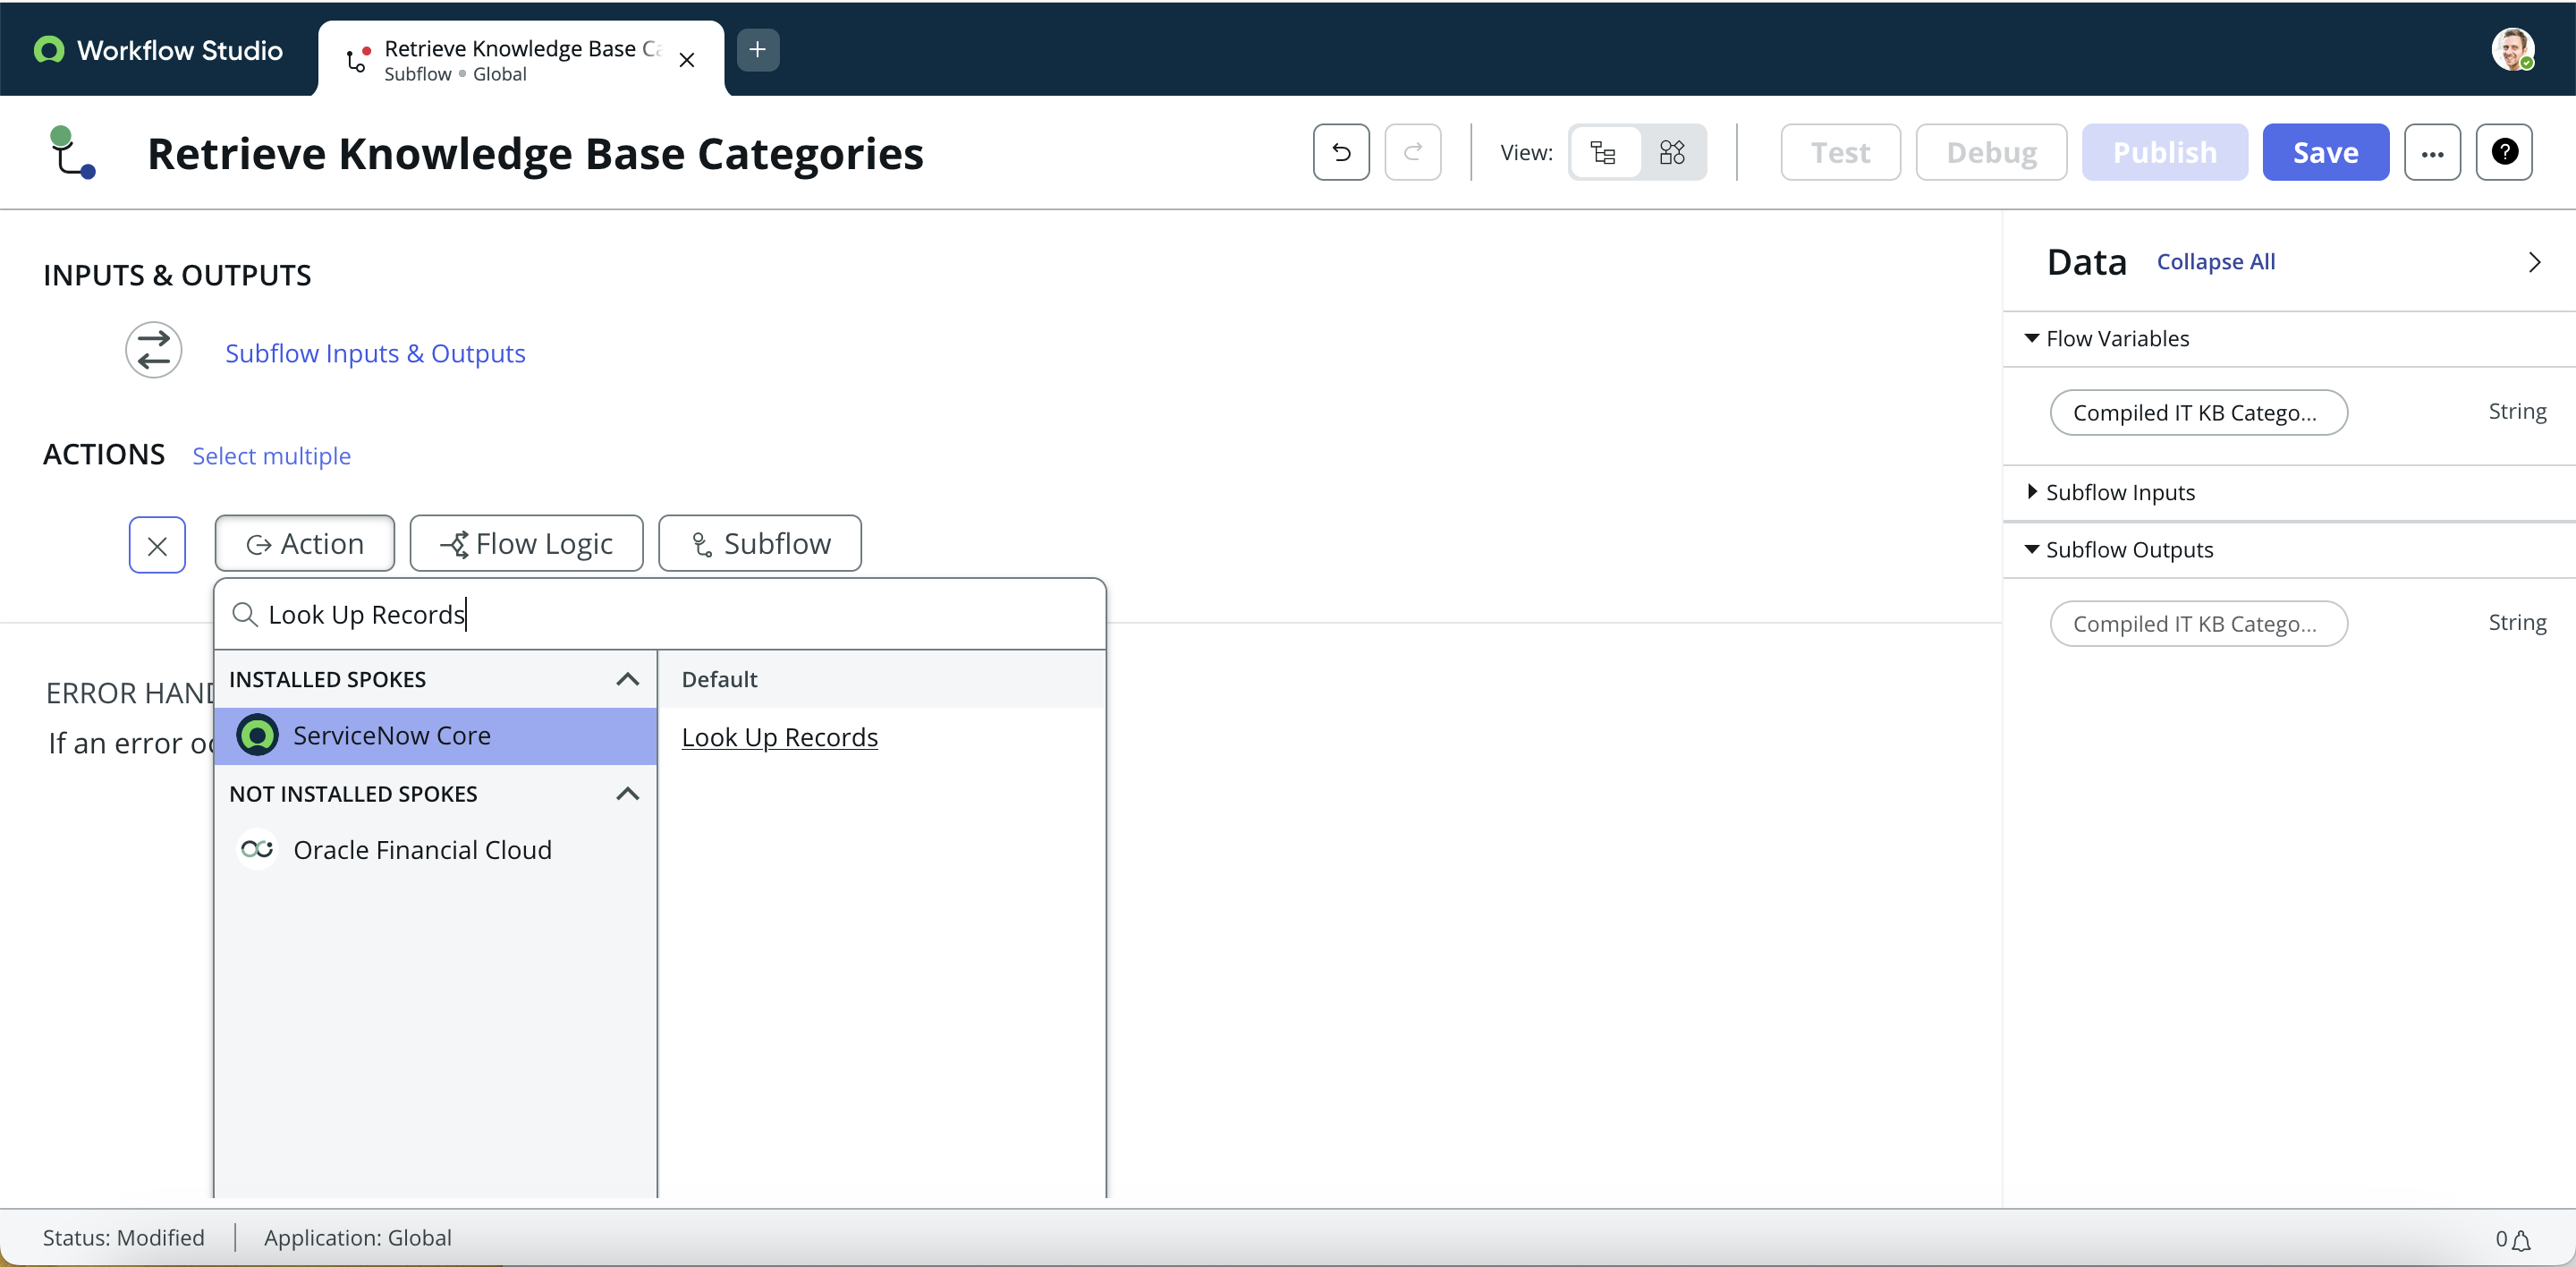 Workflow Studio
Retrieve Knowledge Base Ca
Subflow Global
Retrieve Knowledge Base Categories
View:
Test
Debug
Publish
Save
INPUTS & OUTPUTS
Subflow Inputs & Outputs
ACTIONS Select multiple
Action
Flow Logic
Subflow
Look Up Records
INSTALLED SPOKES
ServiceNow Core
NOT INSTALLED SPOKES
Oracle Financial Cloud
Default
Look Up Records
ERROR HAND
If an error oc
Data Collapse All
Flow Variables
Compiled IT KB Catego... String
Subflow Inputs
Subflow Outputs
Compiled IT KB Catego... String
Status: Modified Application: Global
0